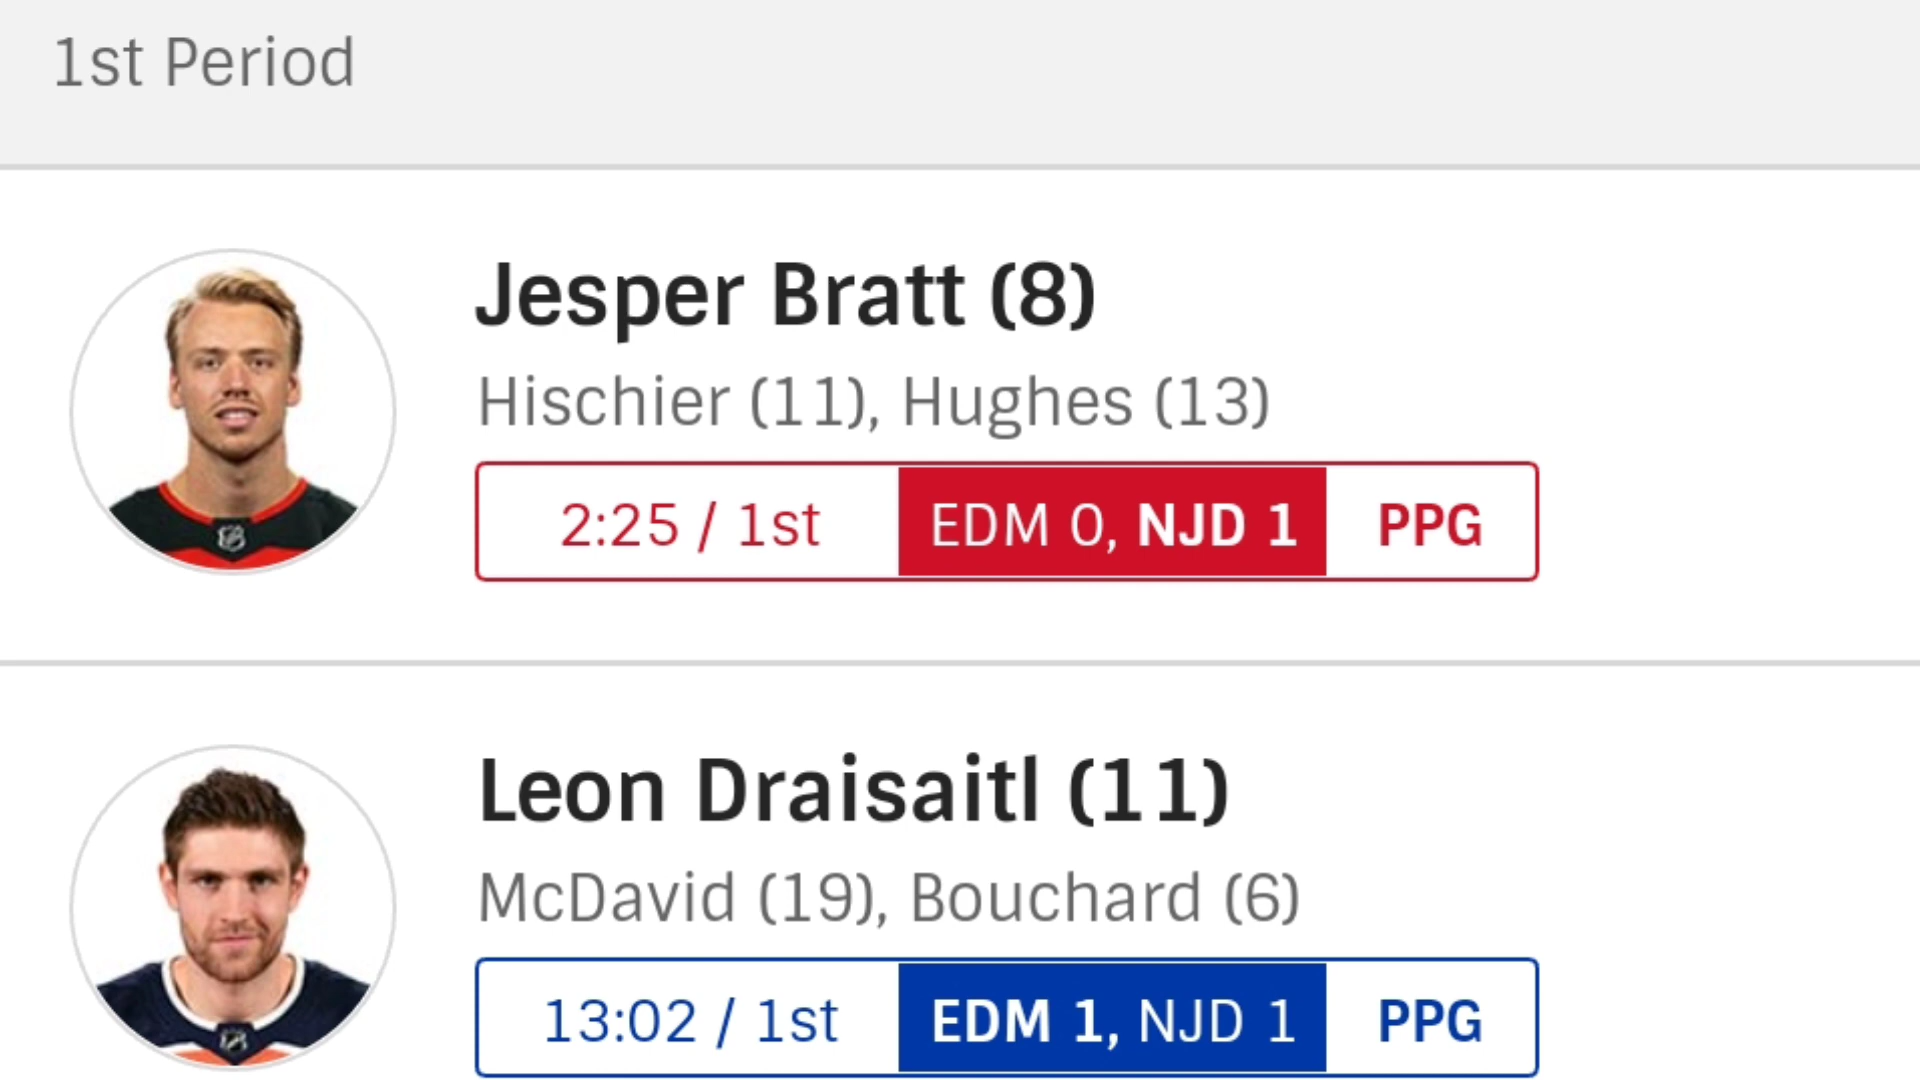 1st Period
Jesper Bratt (8)
Hischier (11), Hughes (13)
2:25 / 1st EDM 0, NJD 1 PPG
Leon Draisaitl (11)
McDavid (19), Bouchard (6)
13:02 / 1st EDM 1, NJD 1 PPG